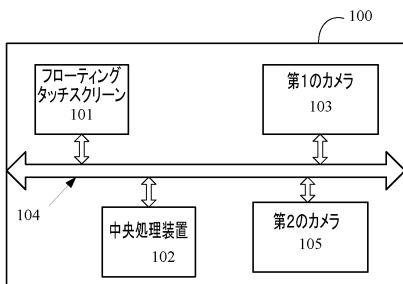 100
フローティング
タッチスクリーン
101
第1のカメラ
103
104
中央処理装置
102
第2のカメラ
105